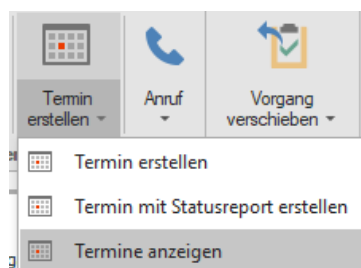 Termin
erstellen
Anruf
Vorgang
verschieben
Termin erstellen
Termin mit Statusreport erstellen
Termine anzeigen